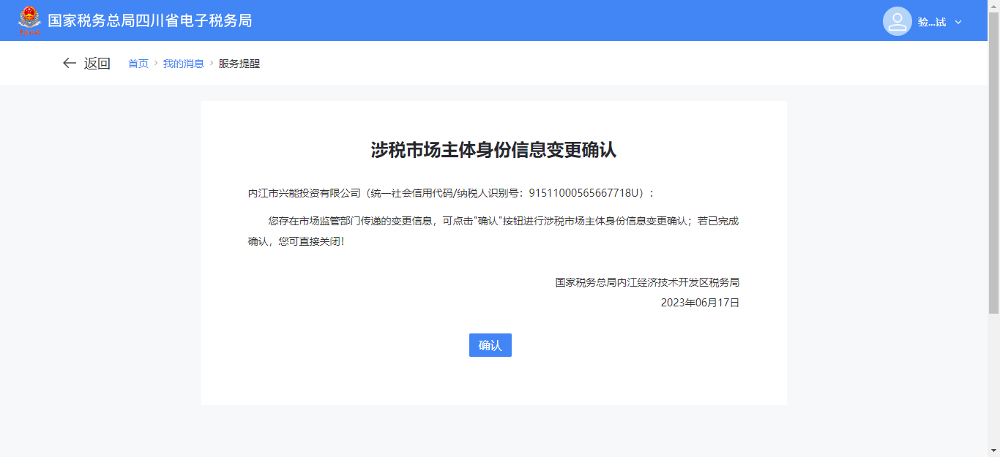 国家税务总局四川省电子税务局
验...试
返回 首页 > 我的消息 > 服务提醒
涉税市场主体身份信息变更确认
内江市兴能投资有限公司（统一社会信用代码/纳税人识别号：91511000565667718U）：
您存在市场监管部门传递的变更信息，可点击"确认"按钮进行涉税市场主体身份信息变更确认；若已完成
确认，您可直接关闭！
国家税务总局内江经济技术开发区税务局
2023年06月17日
确认